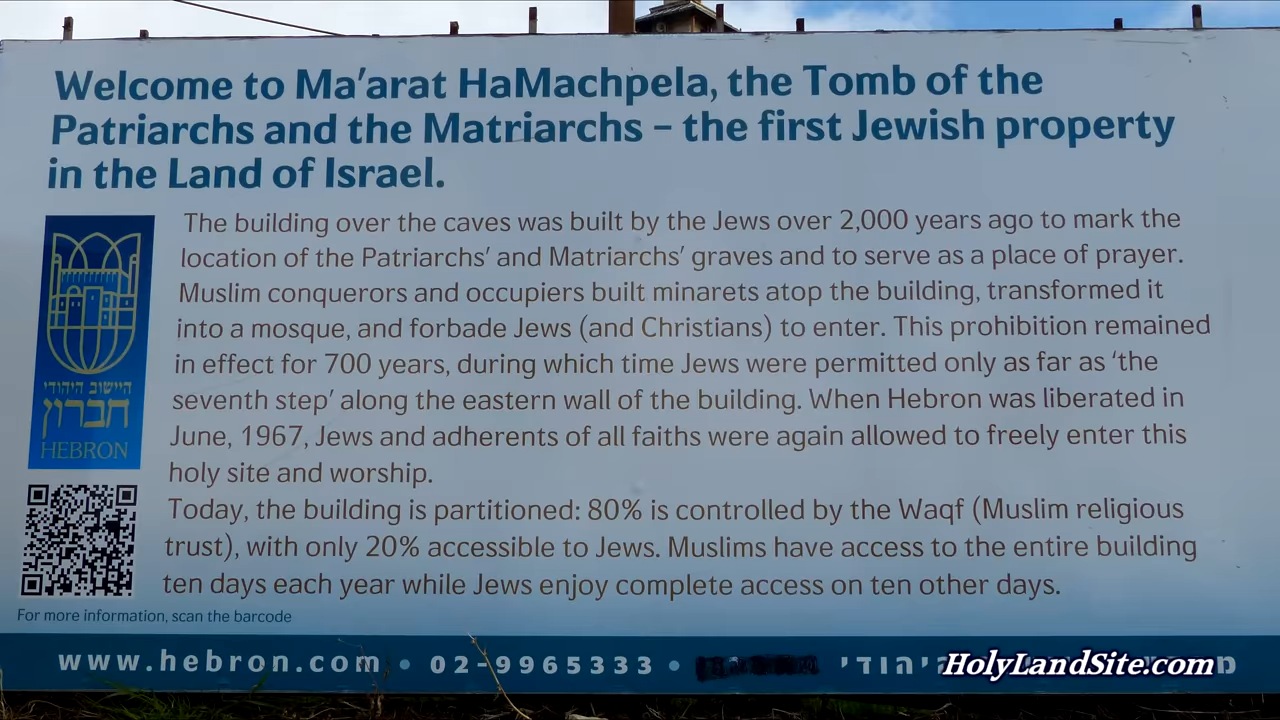 Welcome to Ma'arat HaMachpela, the Tomb of the
Patriarchs and the Matriarchs – the first Jewish property
in the Land of Israel.
The building over the caves was built by the Jews over 2,000 years ago to mark the
location of the Patriarchs' and Matriarchs' graves and to serve as a place of prayer.
Muslim conquerors and occupiers built minarets atop the building, transformed it
into a mosque, and forbade Jews (and Christians) to enter. This prohibition remained
in effect for 700 years, during which time Jews were permitted only as far as 'the
seventh step' along the eastern wall of the building. When Hebron was liberated in
June, 1967, Jews and adherents of all faiths were again allowed to freely enter this
holy site and worship.
Today, the building is partitioned: 80% is controlled by the Waqf (Muslim religious
trust), with only 20% accessible to Jews. Muslims have access to the entire building
ten days each year while Jews enjoy complete access on ten other days.
היישוב היהודי
חברון
HEBRON
For more information, scan the barcode
www.hebron.com • 02-9965333 •
HolyLandSite.com